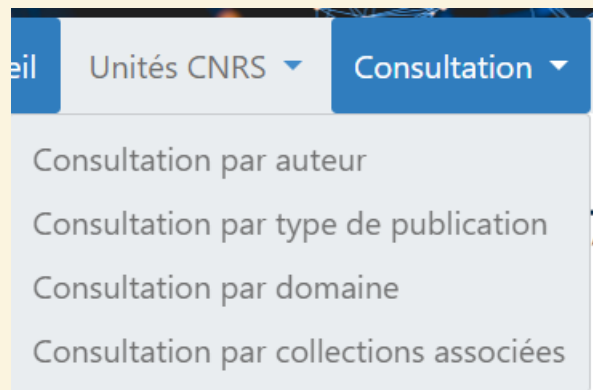 eil Unités CNRS Consultation
Consultation par auteur
Consultation par type de publication
Consultation par domaine
Consultation par collections associées